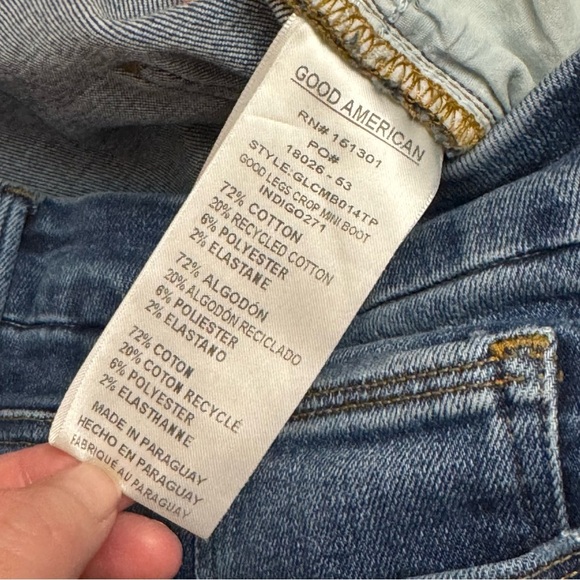 GOOD AMERICAN
RN# 151301
PO#
18026 - 53
STYLE: GLCMB014TP
GOOD LEGS CROP MINI BOOT
INDIGO271
72% COTTON
20% RECYCLED COTTON
6% POLYESTER
2% ELASTANE
72% ALGODÓN
20% ALGODÓN RECICLADO
6% POLIESTER
2% ELASTANO
72% COTON
20% COTON RECYCLÉ
6% POLYESTER
2% ELASTHANNE
MADE IN PARAGUAY
HECHO EN PARAGUAY
FABRIQUÉ AU PARAGUAY